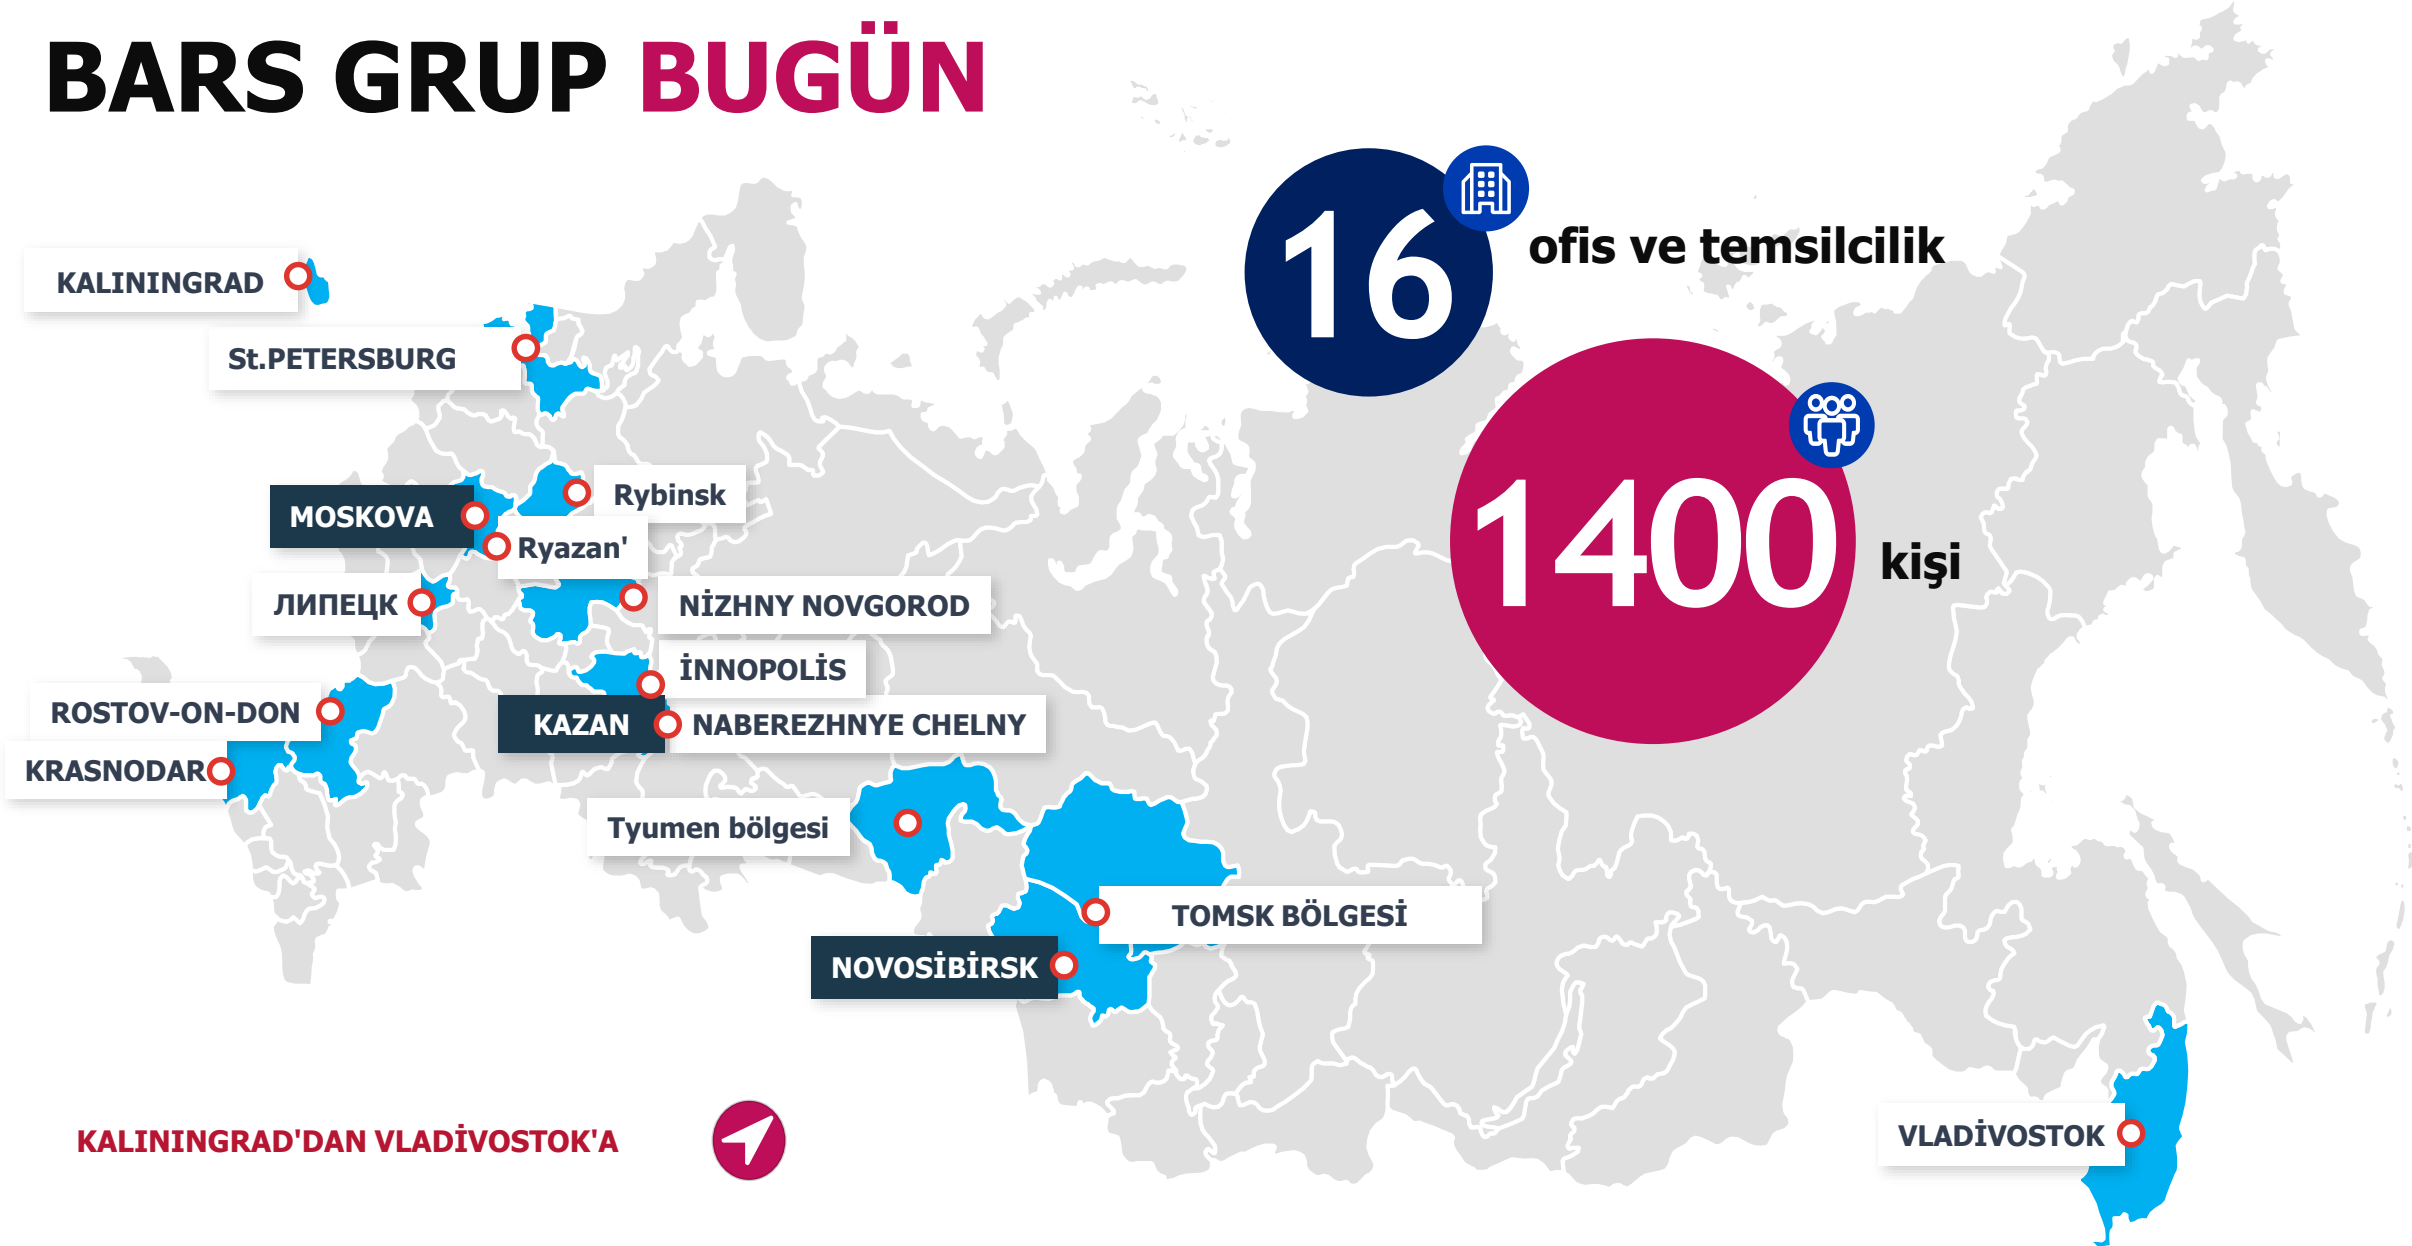 BARS GRUP BUGÜN
16
ofis ve temsilcilik
1400
kişi
KALININGRAD
St.PETERSBURG
Rybinsk
MOSKOVA
Ryazan'
ЛИПЕЦК
NİZHNY NOVGOROD
İNNOPOLİS
ROSTOV-ON-DON
KAZAN
NABEREZHNYE CHELNY
KRASNODAR
Tyumen bölgesi
TOMSK BÖLGESİ
NOVOSİBİRSK
VLADİVOSTOK
KALININGRAD'DAN VLADİVOSTOK'A